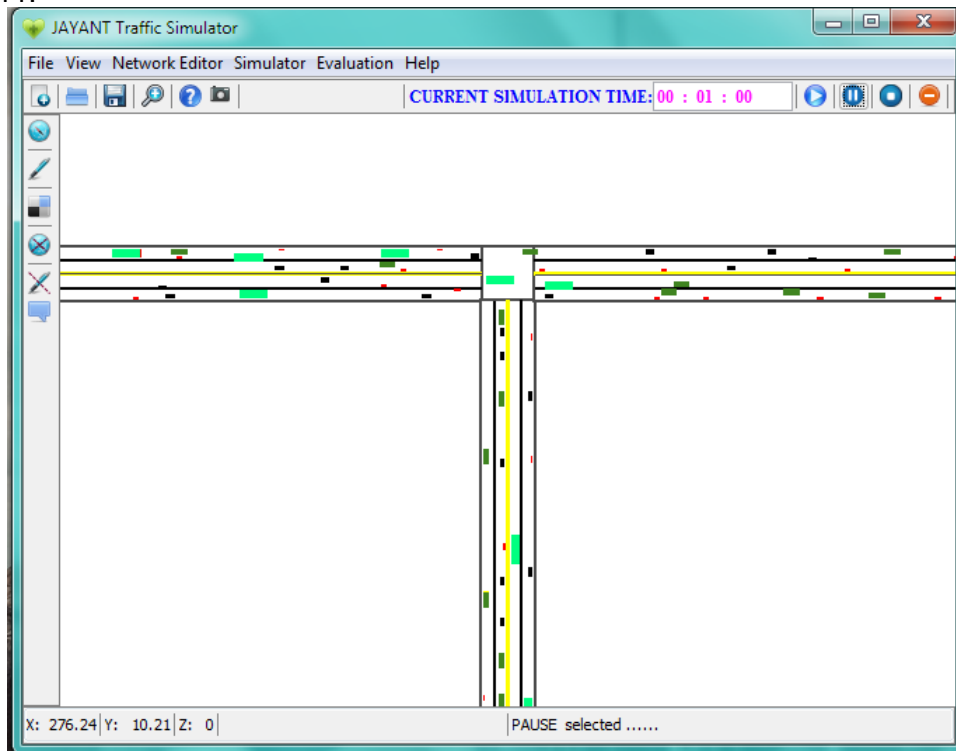 JAYANT Traffic Simulator
File View Network Editor Simulator Evaluation Help
CURRENT SIMULATION TIME: 00 : 01 : 00
X: 276.24 Y: 10.21 Z: 0 PAUSE selected ......